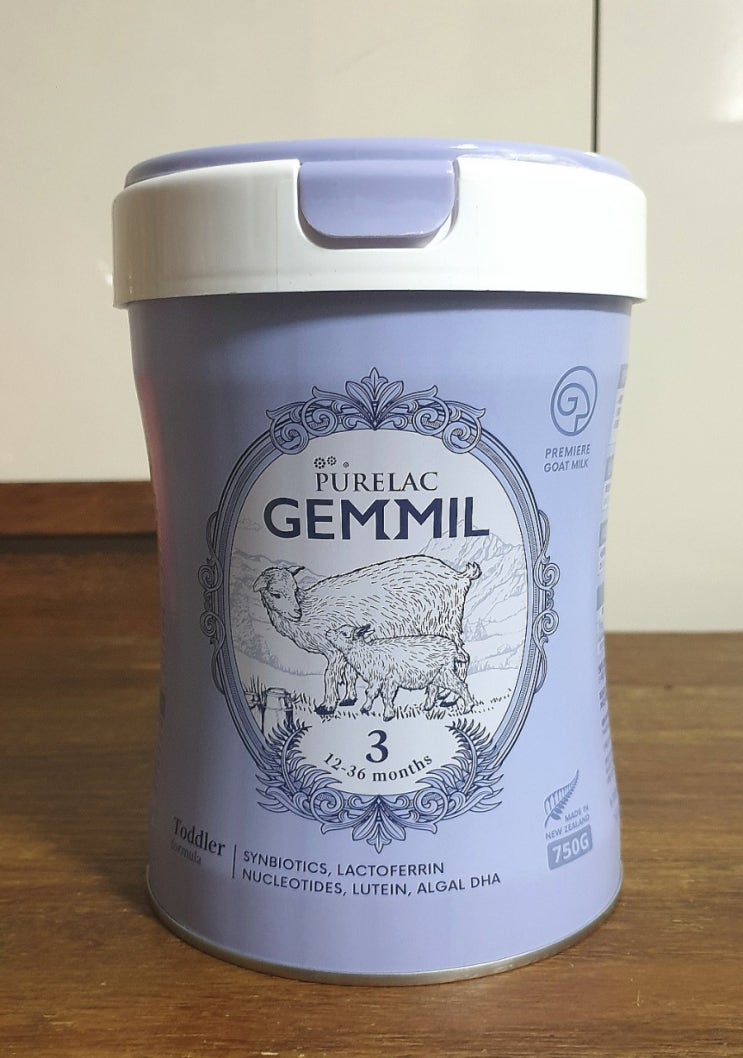 PURELAC
GEMMIL
GP
PREMIERE
GOAT MILK
3
12-36 months
MADE IN
NEW ZEALAND
750G
Toddler
formula
SYNBIOTICS, LACTOFERRIN
NUCLEOTIDES, LUTEIN, ALGAL DHA